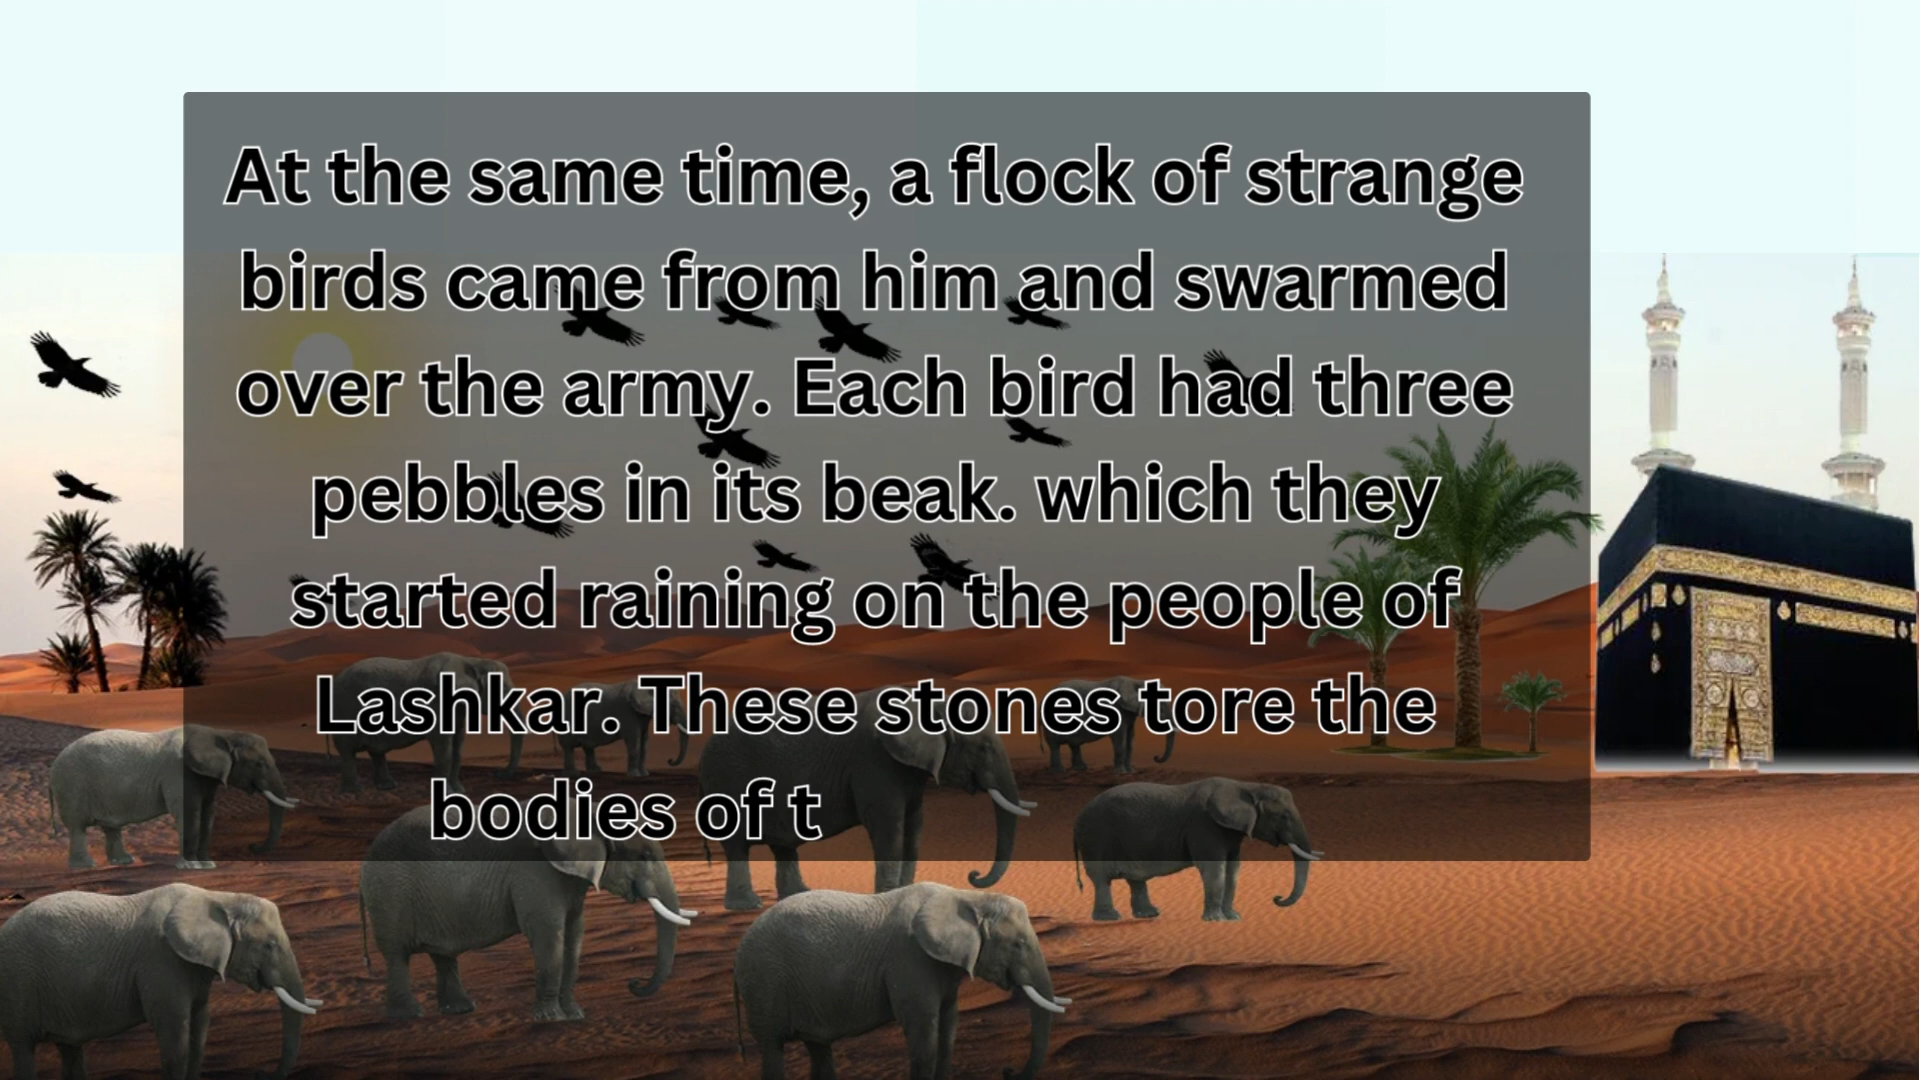 At the same time, a flock of strange
birds came from him and swarmed
over the army. Each bird had three
pebbles in its beak. which they
started raining on the people of
Lashkar. These stones tore the
bodies of t